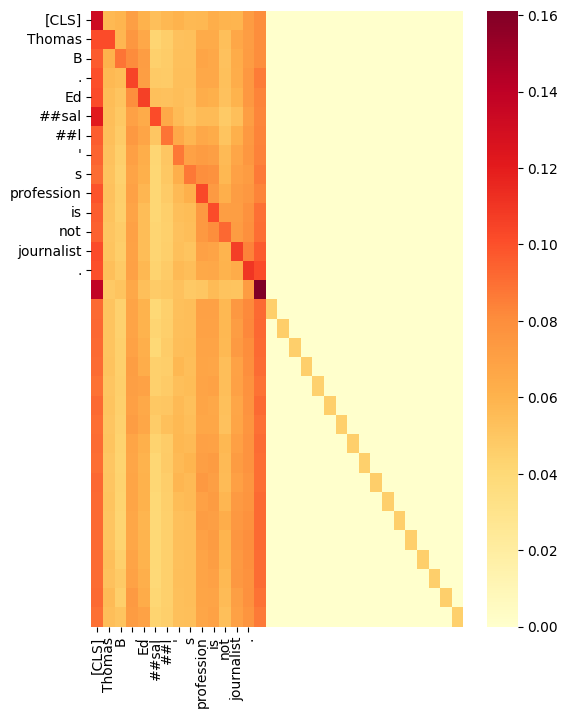 [CLS]
Thomas
B
.
Ed
##sal
##l
'
s
profession
is
not
journalist
.
0.16
0.14
0.12
0.10
0.08
0.06
0.04
0.02
0.00
[CLS]
Thomas
B
.
Ed
##sal
##l
'
s
profession
is
not
journalist
.